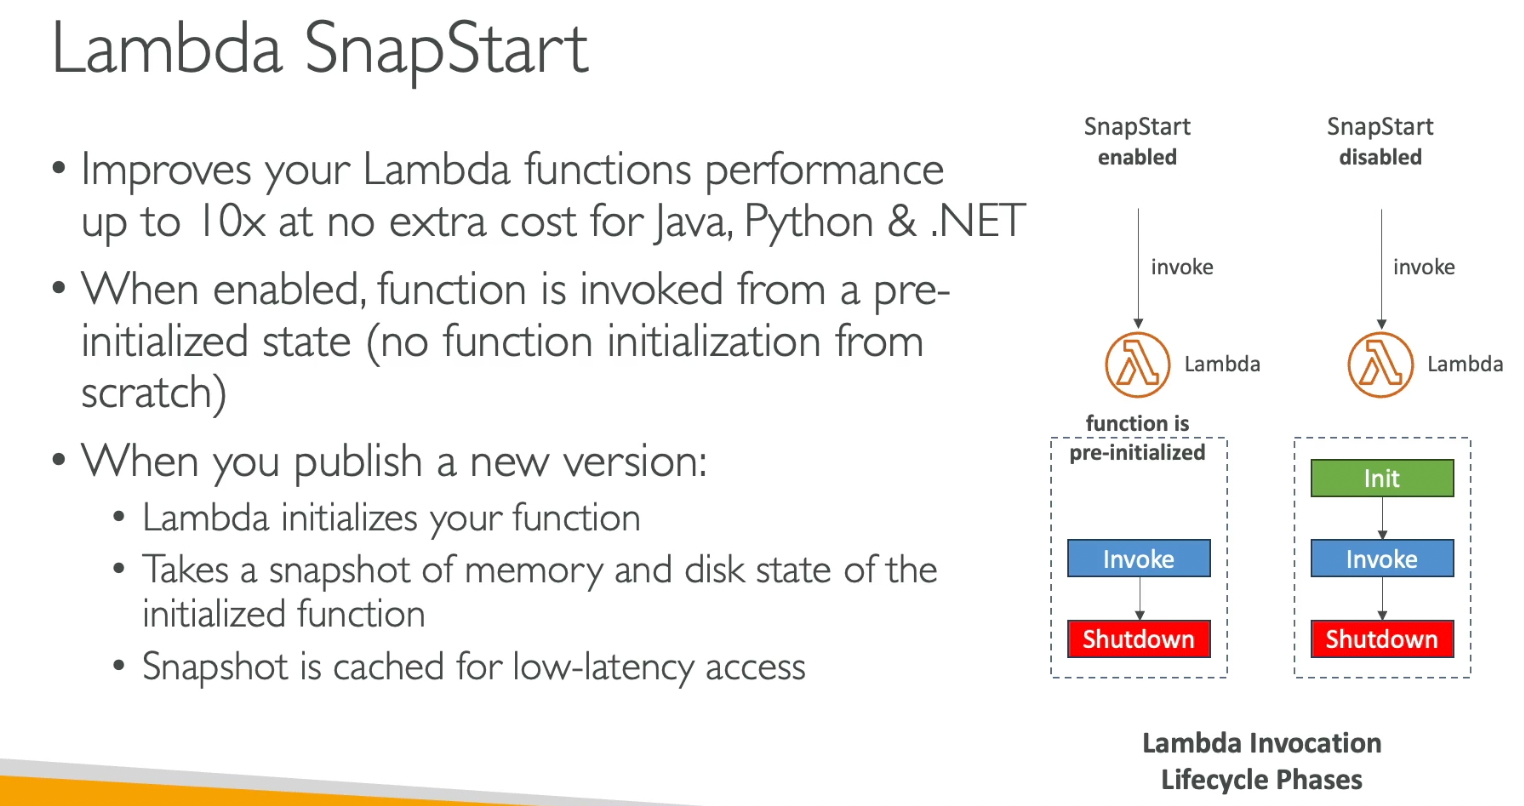 Lambda SnapStart
• Improves your Lambda functions performance
up to 10x at no extra cost for Java, Python & .NET
• When enabled, function is invoked from a pre-
initialized state (no function initialization from
scratch)
• When you publish a new version:
• Lambda initializes your function
• Takes a snapshot of memory and disk state of the
initialized function
• Snapshot is cached for low-latency access
SnapStart
enabled
invoke
Lambda
function is
pre-initialized
Invoke
Shutdown
SnapStart
disabled
invoke
Lambda
Init
Invoke
Shutdown
Lambda Invocation
Lifecycle Phases